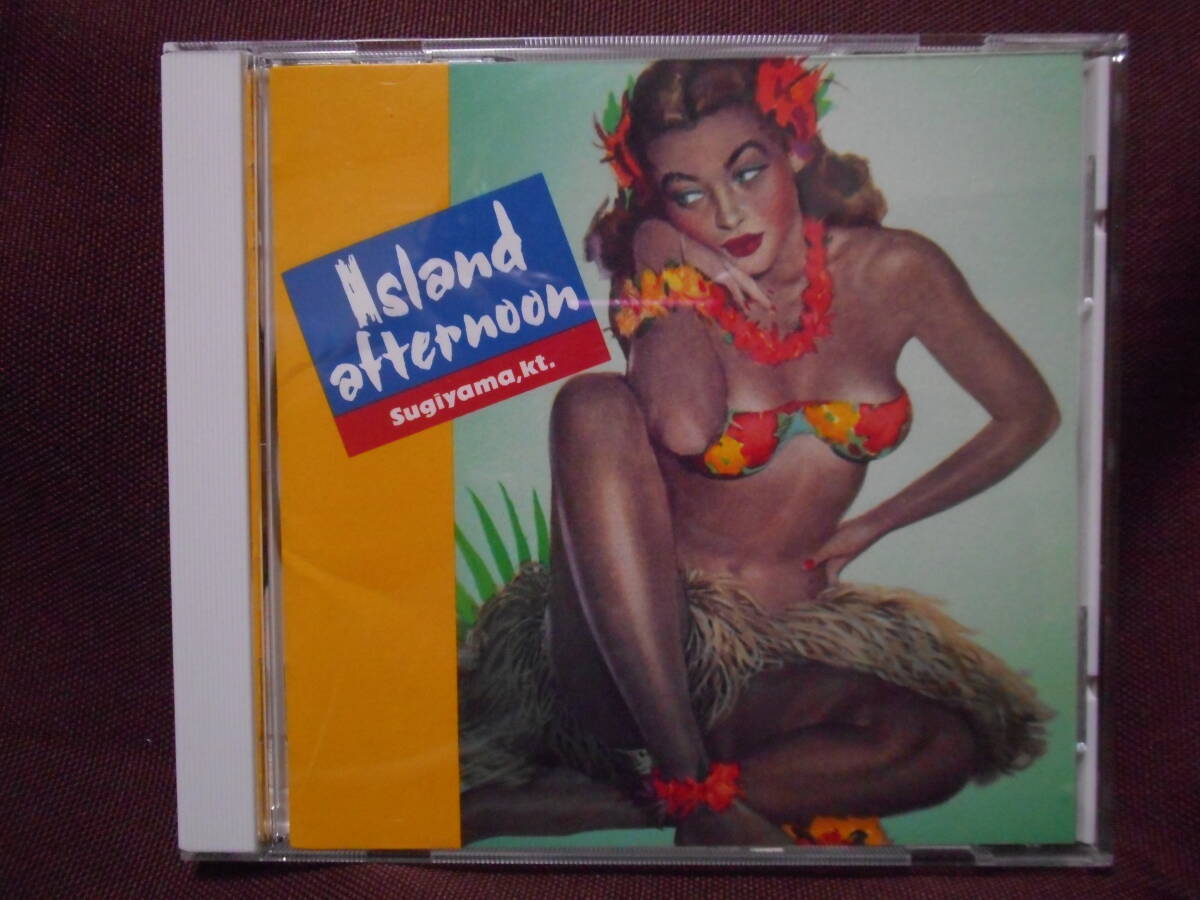 Island
afternoon
Sugiyama,kt.